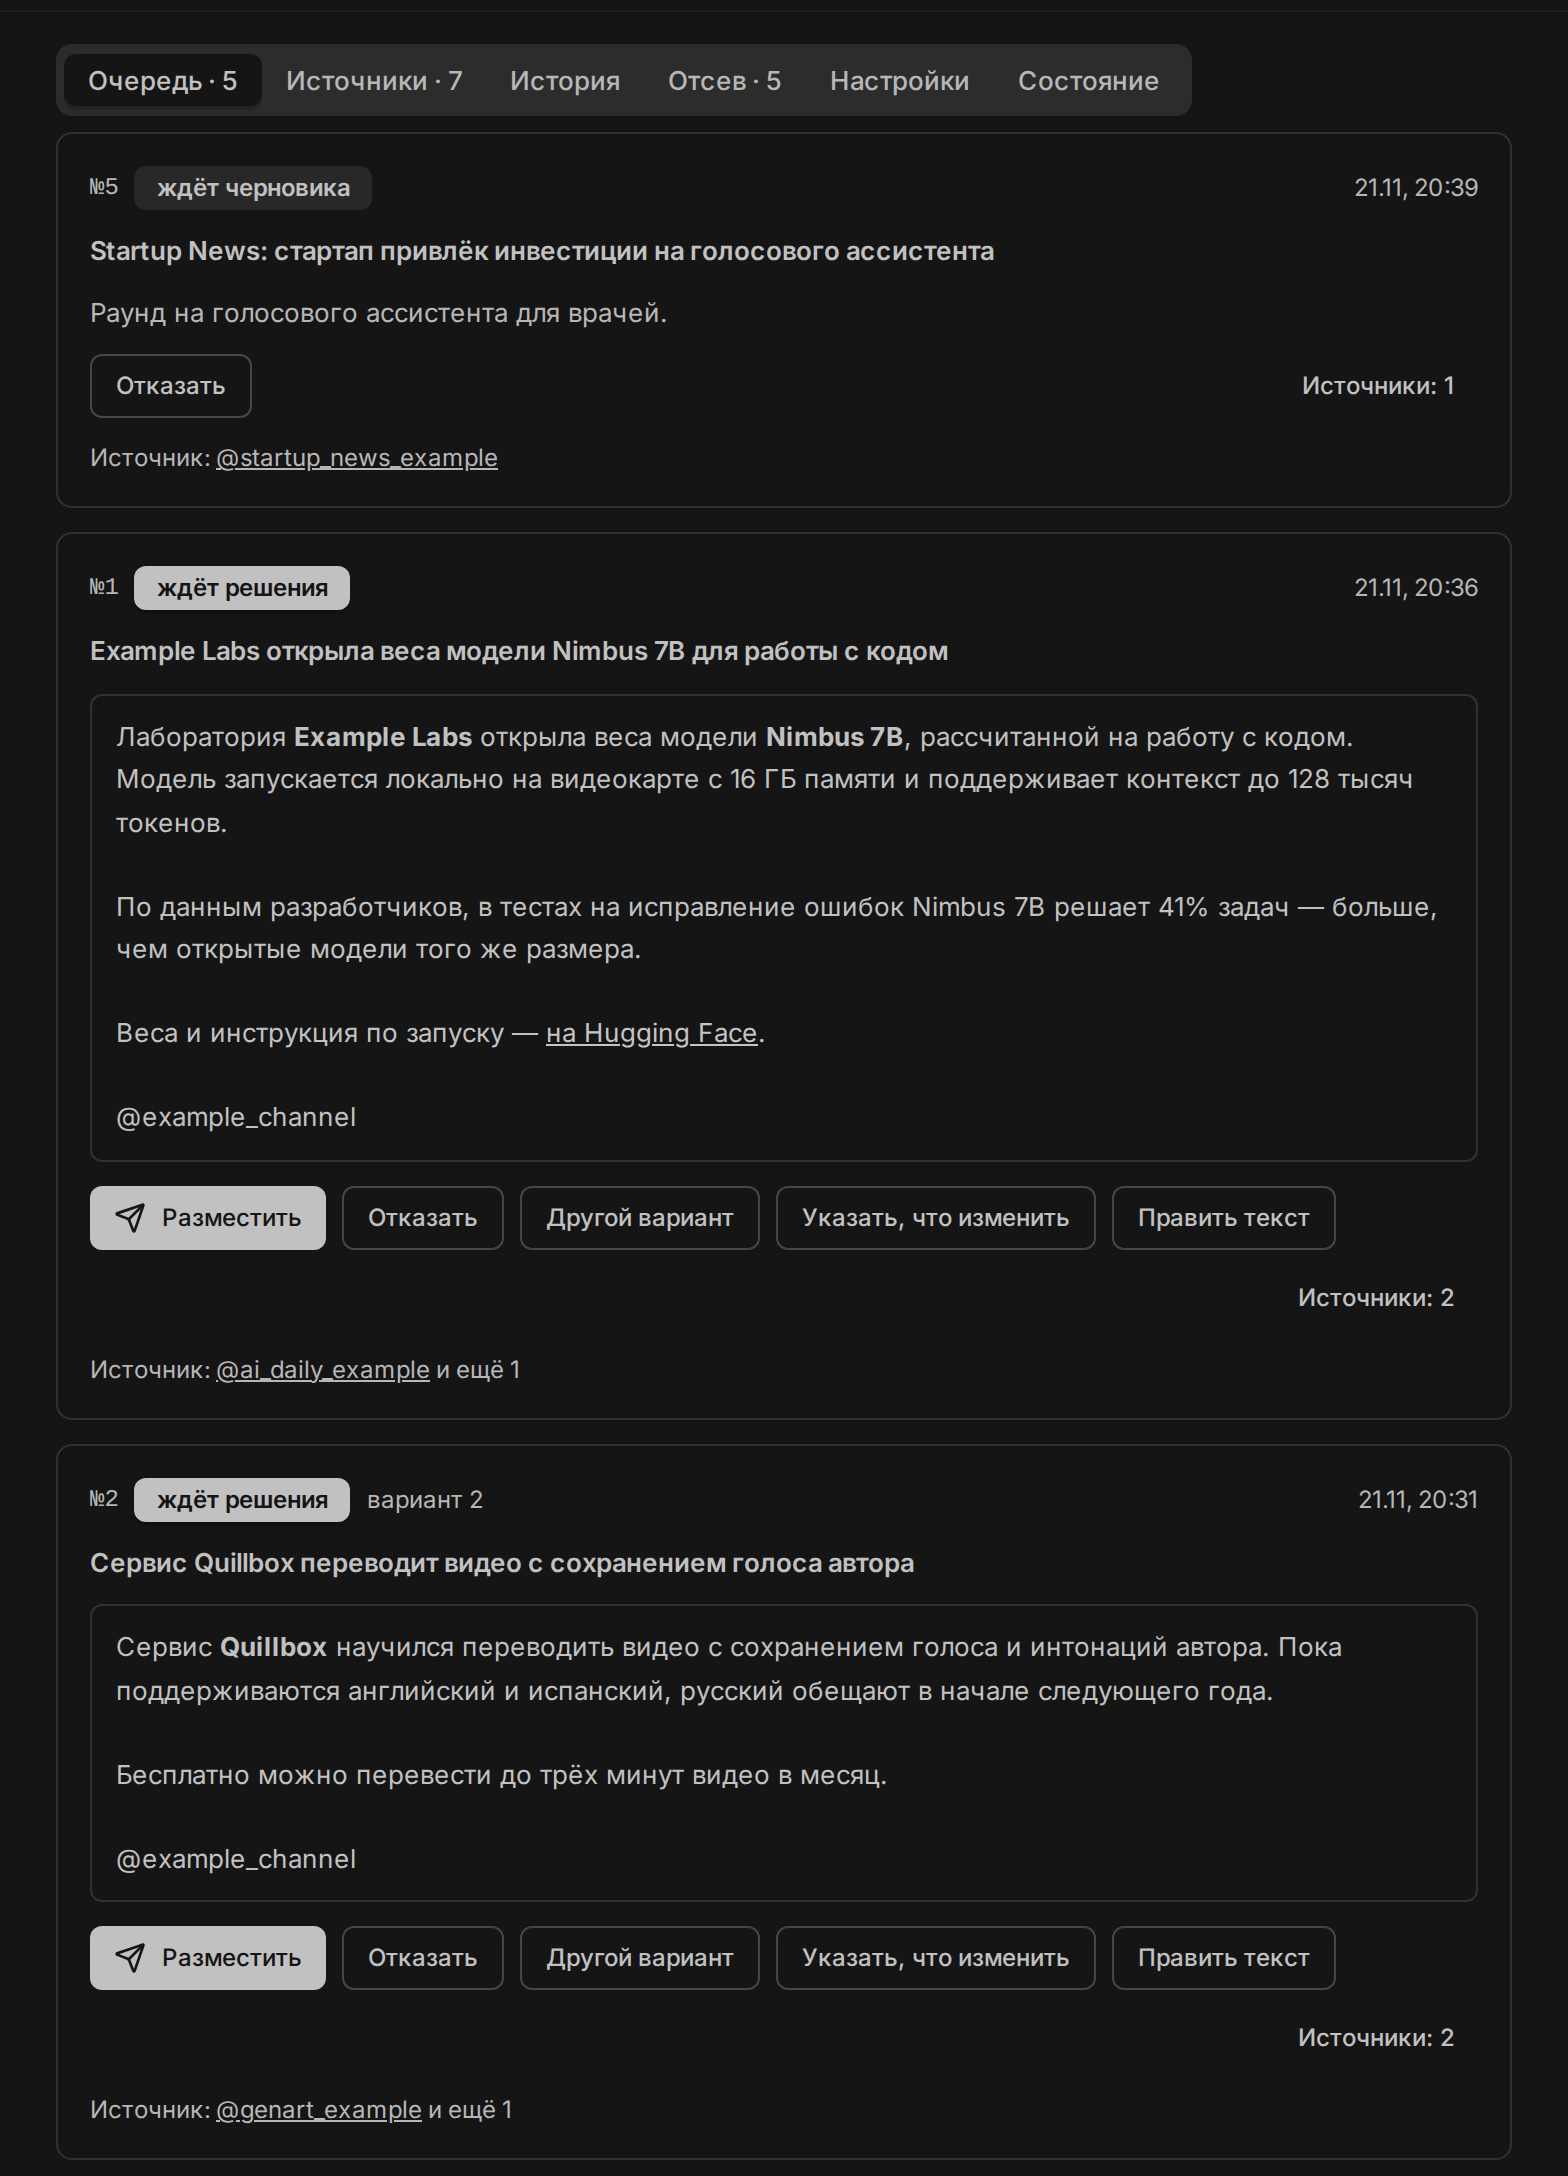 Очередь · 5 Источники · 7 История Отсев · 5 Настройки Состояние
№5 ждёт черновика 21.11, 20:39
Startup News: стартап привлёк инвестиции на голосового ассистента
Раунд на голосового ассистента для врачей.
Отказать Источники: 1
Источник: @startup_news_example
№1 ждёт решения 21.11, 20:36
Example Labs открыла веса модели Nimbus 7B для работы с кодом
Лаборатория Example Labs открыла веса модели Nimbus 7B, рассчитанной на работу с кодом.
Модель запускается локально на видеокарте с 16 ГБ памяти и поддерживает контекст до 128 тысяч
токенов.
По данным разработчиков, в тестах на исправление ошибок Nimbus 7B решает 41% задач — больше,
чем открытые модели того же размера.
Веса и инструкция по запуску — на Hugging Face.
@example_channel
Разместить Отказать Другой вариант Указать, что изменить Править текст
Источники: 2
Источник: @ai_daily_example и ещё 1
№2 ждёт решения вариант 2 21.11, 20:31
Сервис Quillbox переводит видео с сохранением голоса автора
Сервис Quillbox научился переводить видео с сохранением голоса и интонаций автора. Пока
поддерживаются английский и испанский, русский обещают в начале следующего года.
Бесплатно можно перевести до трёх минут видео в месяц.
@example_channel
Разместить Отказать Другой вариант Указать, что изменить Править текст
Источники: 2
Источник: @genart_example и ещё 1